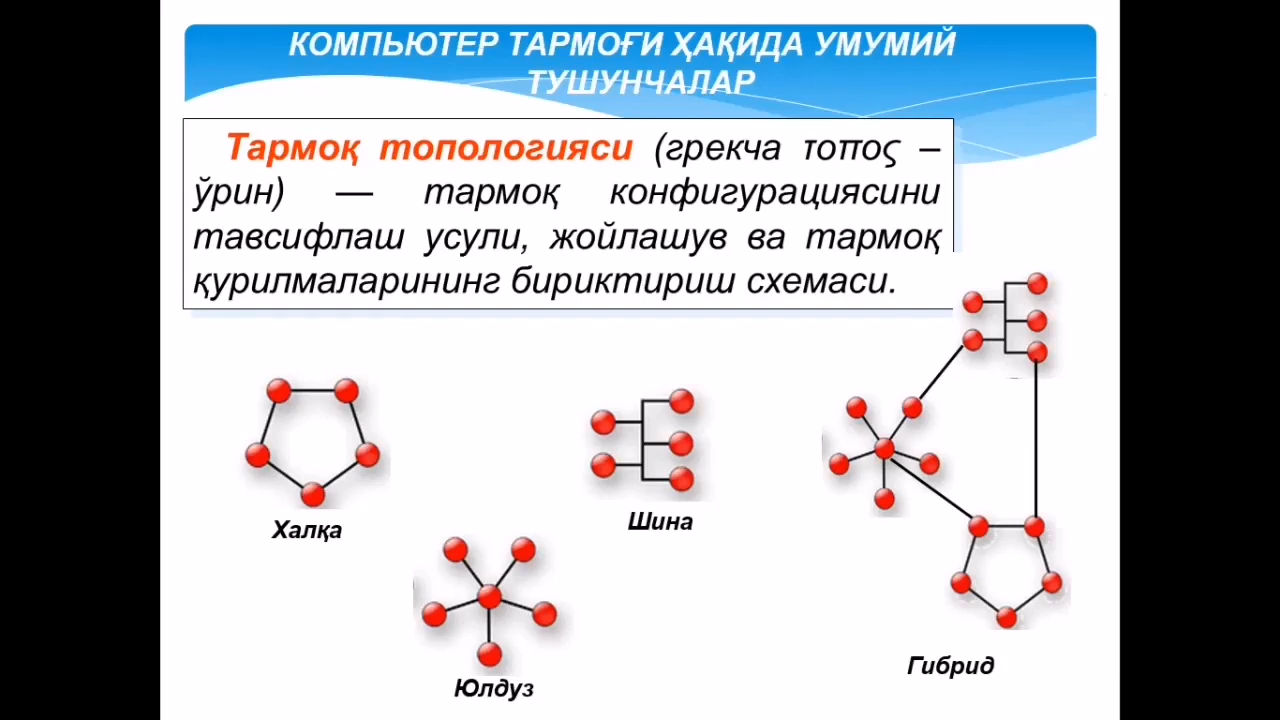 КОМПЬЮТЕР ТАРМОҒИ ҲАҚИДА УМУМИЙ
ТУШУНЧАЛАР
Тармоқ топологияси (грекча τοπος –
ўрин) — тармоқ конфигурациясини
тавсифлаш усули, жойлашув ва тармоқ
қурилмаларининг бириктириш схемаси.
Халқа
Шина
Юлдуз
Гибрид